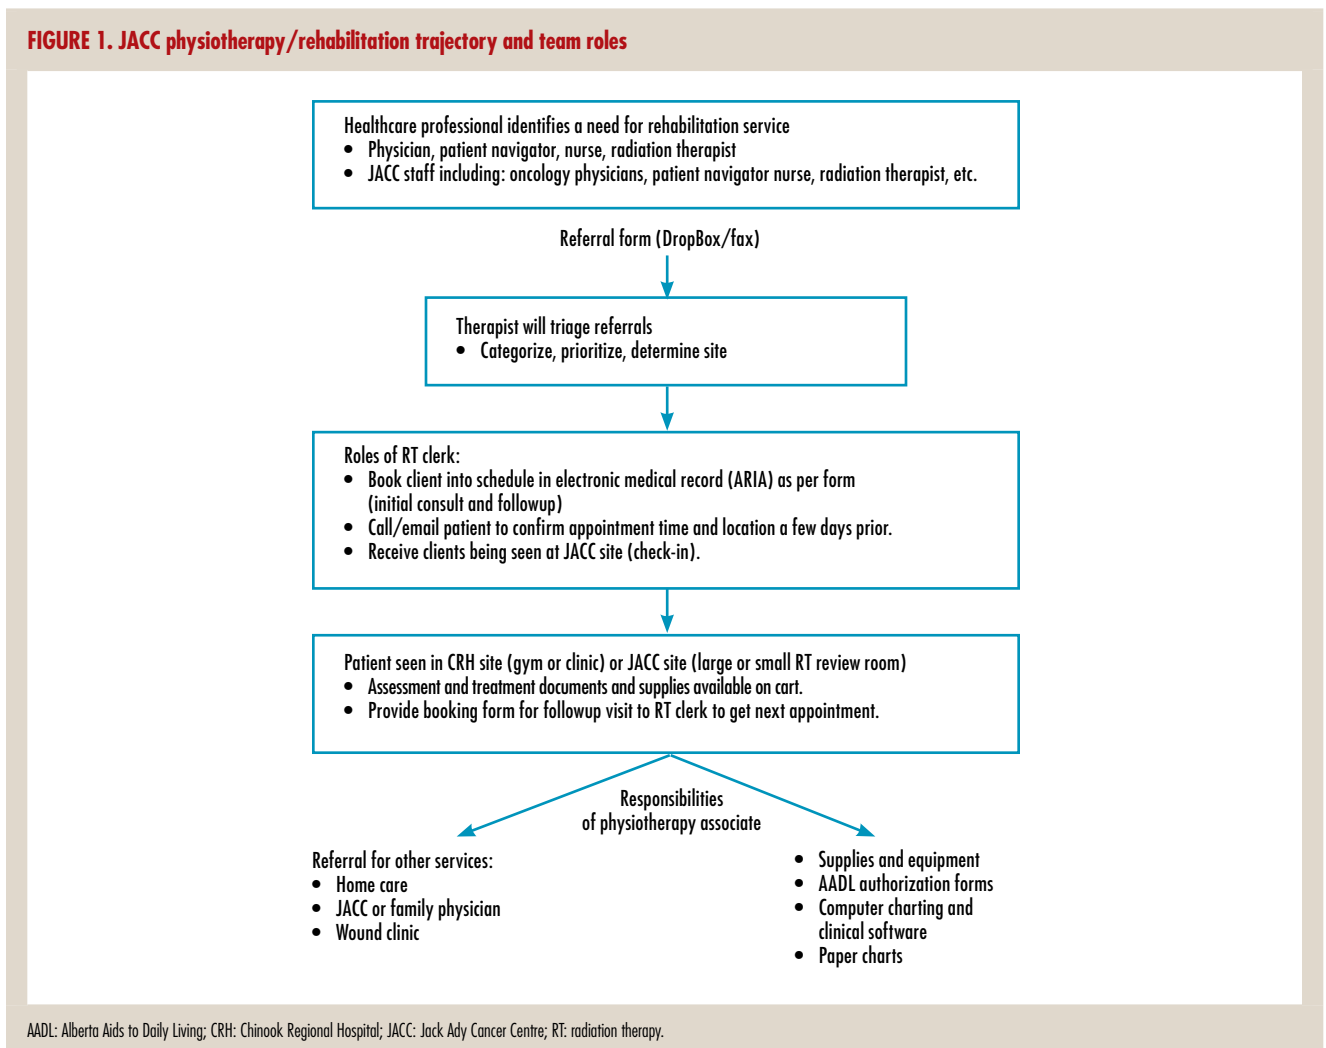 FIGURE 1. JACC physiotherapy/rehabilitation trajectory and team roles
Healthcare professional identifies a need for rehabilitation service
• Physician, patient navigator, nurse, radiation therapist
• JACC staff including: oncology physicians, patient navigator nurse, radiation therapist, etc.
Referral form (DropBox/fax)
Therapist will triage referrals
• Categorize, prioritize, determine site
Roles of RT clerk:
• Book client into schedule in electronic medical record (ARIA) as per form
(initial consult and followup)
• Call/email patient to confirm appointment time and location a few days prior.
• Receive clients being seen at JACC site (check-in).
Patient seen in CRH site (gym or clinic) or JACC site (large or small RT review room)
• Assessment and treatment documents and supplies available on cart.
• Provide booking form for followup visit to RT clerk to get next appointment.
Responsibilities
of physiotherapy associate
Referral for other services:
• Home care
• JACC or family physician
• Wound clinic
• Supplies and equipment
• AADL authorization forms
• Computer charting and
clinical software
• Paper charts
AADL: Alberta Aids to Daily Living; CRH: Chinook Regional Hospital; JACC: Jack Ady Cancer Centre; RT: radiation therapy.